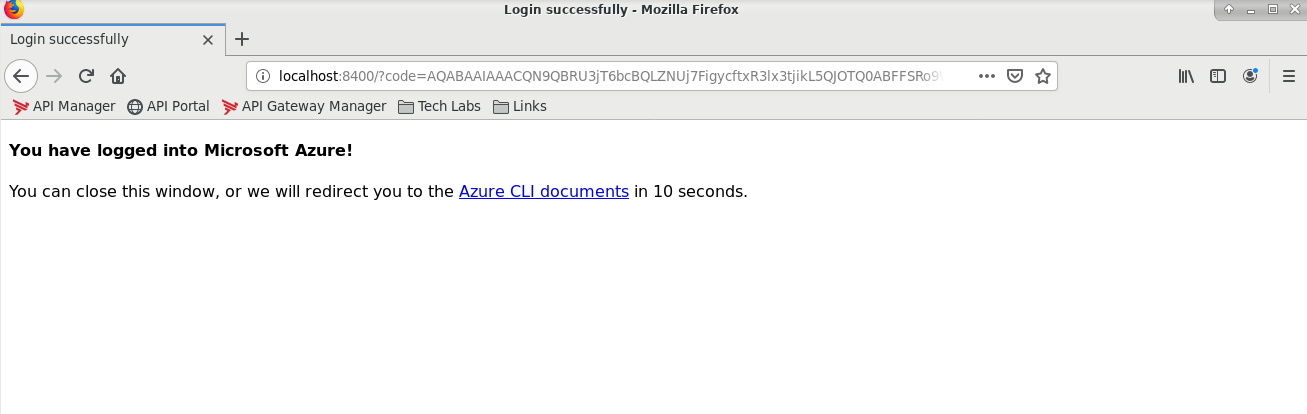 Login successfully - Mozilla Firefox
Login successfully
localhost:8400/?code=AQABAAIAAACQN9QBRU3jT6bcBQLZNUj7FigycftxR3lx3tjikL5QJOTQ0ABFFSRo9
API Manager API Portal API Gateway Manager Tech Labs Links
You have logged into Microsoft Azure!
You can close this window, or we will redirect you to the Azure CLI documents in 10 seconds.